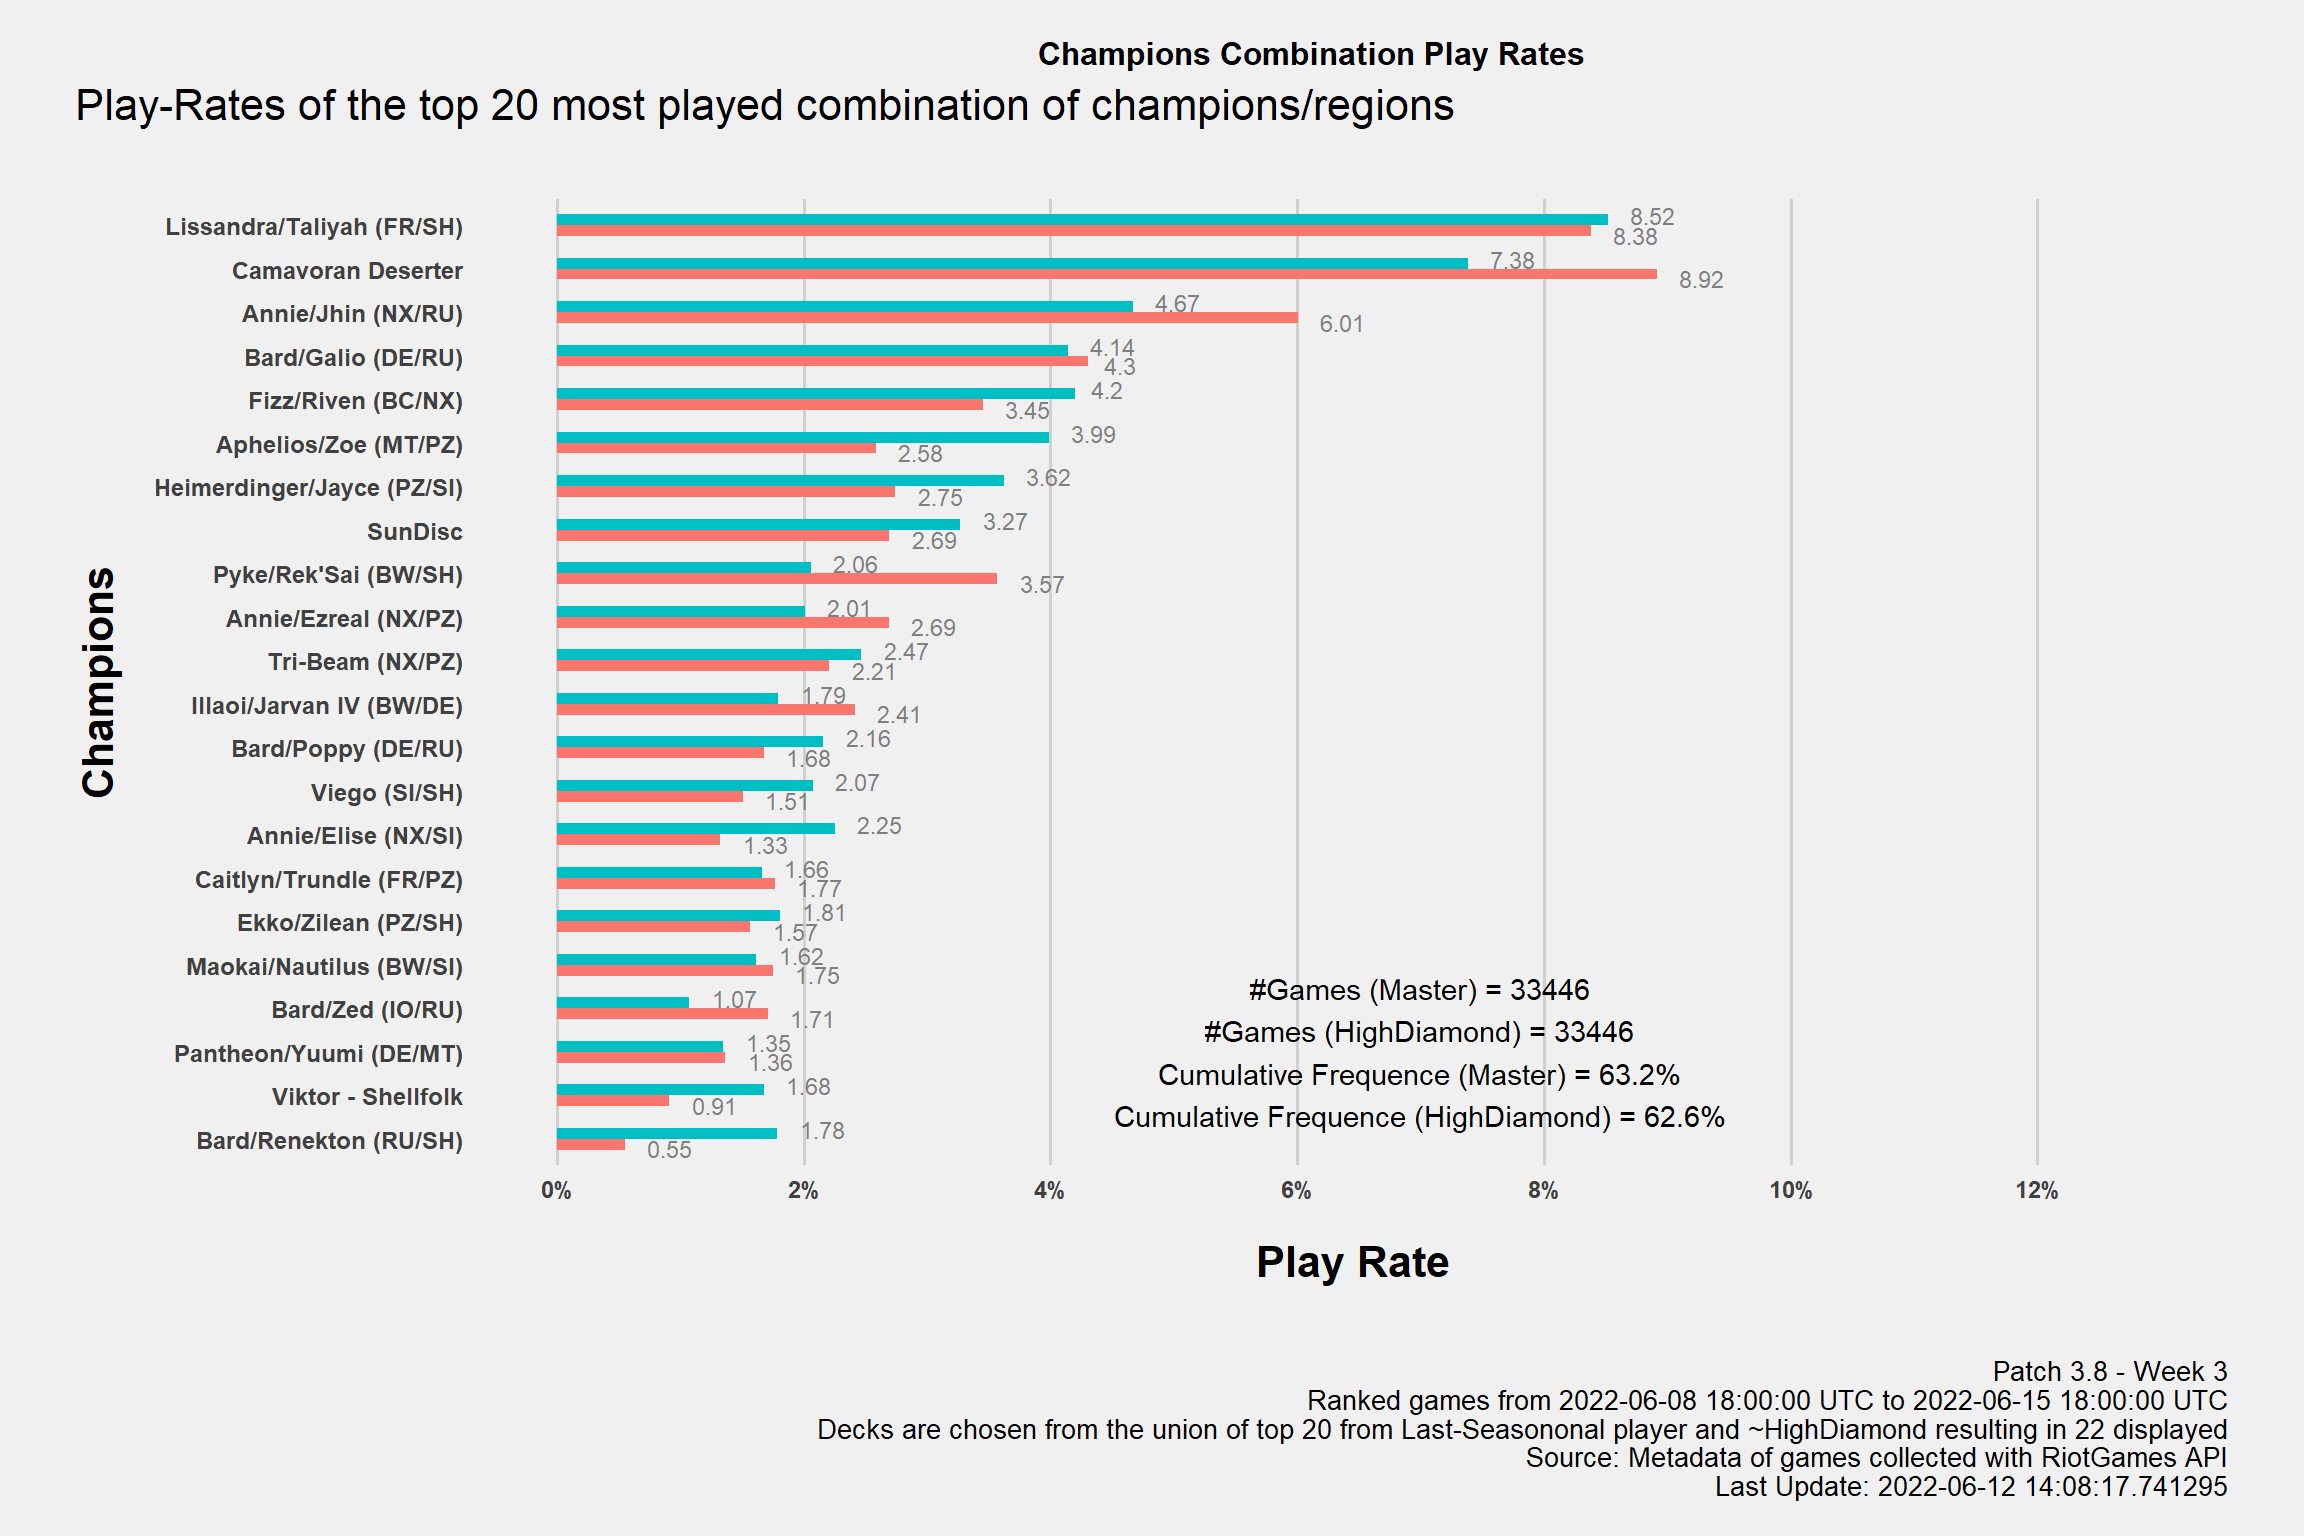 Champions Combination Play Rates
Play-Rates of the top 20 most played combination of champions/regions
Champions
Lissandra/Taliyah (FR/SH)
8.52
8.38
Camavoran Deserter
7.38
8.92
Annie/Jhin (NX/RU)
4.67
6.01
Bard/Galio (DE/RU)
4.14
4.3
Fizz/Riven (BC/NX)
4.2
3.45
Aphelios/Zoe (MT/PZ)
3.99
2.58
Heimerdinger/Jayce (PZ/SI)
3.62
2.75
SunDisc
3.27
2.69
Pyke/Rek'Sai (BW/SH)
2.06
3.57
Annie/Ezreal (NX/PZ)
2.01
2.69
Tri-Beam (NX/PZ)
2.47
2.21
Illaoi/Jarvan IV (BW/DE)
1.79
2.41
Bard/Poppy (DE/RU)
2.16
1.68
Viego (SI/SH)
2.07
1.51
Annie/Elise (NX/SI)
2.25
1.33
Caitlyn/Trundle (FR/PZ)
1.66
1.77
Ekko/Zilean (PZ/SH)
1.81
1.57
Maokai/Nautilus (BW/SI)
1.62
1.75
Bard/Zed (IO/RU)
1.07
1.71
Pantheon/Yuumi (DE/MT)
1.35
1.36
Viktor - Shellfolk
1.68
0.91
Bard/Renekton (RU/SH)
1.78
0.55
#Games (Master) = 33446
#Games (HighDiamond) = 33446
Cumulative Frequence (Master) = 63.2%
Cumulative Frequence (HighDiamond) = 62.6%
0% 2% 4% 6% 8% 10% 12%
Play Rate
Patch 3.8 - Week 3
Ranked games from 2022-06-08 18:00:00 UTC to 2022-06-15 18:00:00 UTC
Decks are chosen from the union of top 20 from Last-Seasononal player and ~HighDiamond resulting in 22 displayed
Source: Metadata of games collected with RiotGames API
Last Update: 2022-06-12 14:08:17.741295